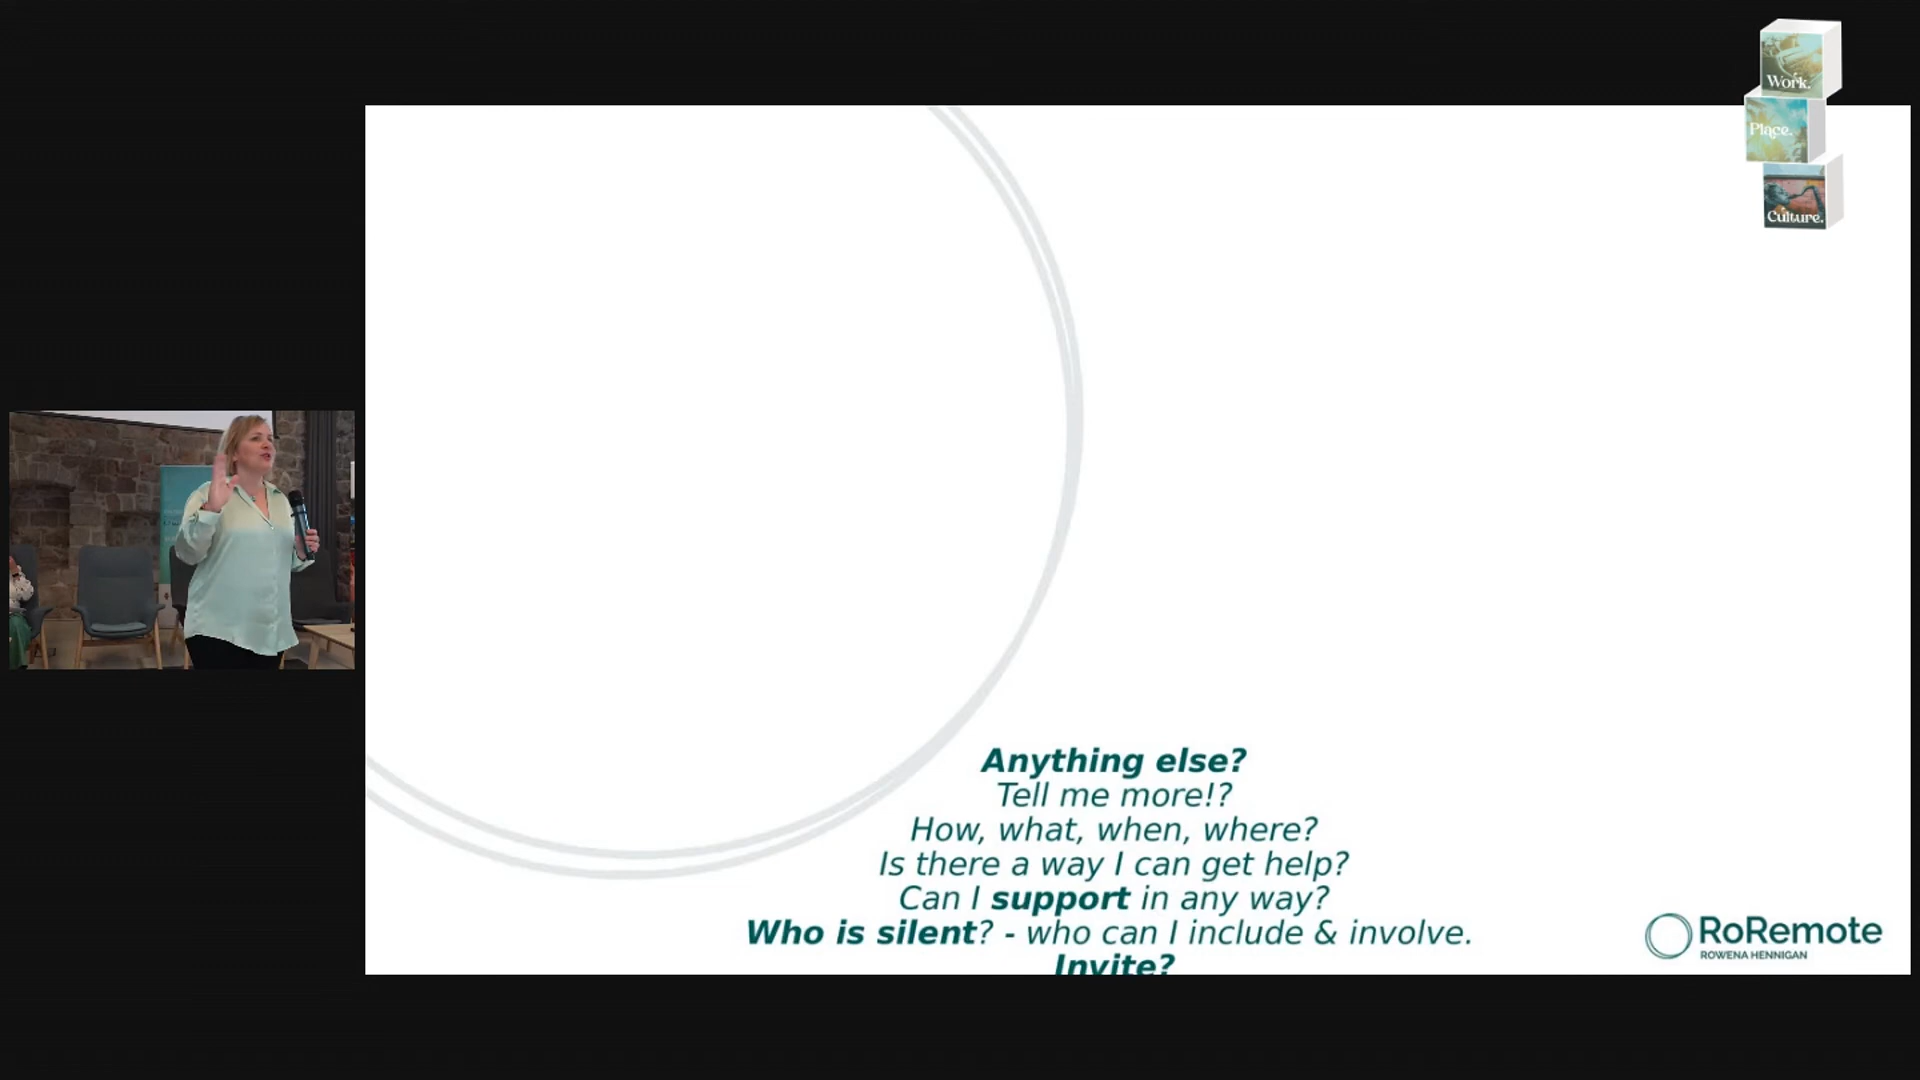 Work.
Place.
Culture.
Anything else?
Tell me more!?
How, what, when, where?
Is there a way I can get help?
Can I support in any way?
Who is silent? - who can I include & involve.
Invite?
RoRemote
ROWENA HENNIGAN